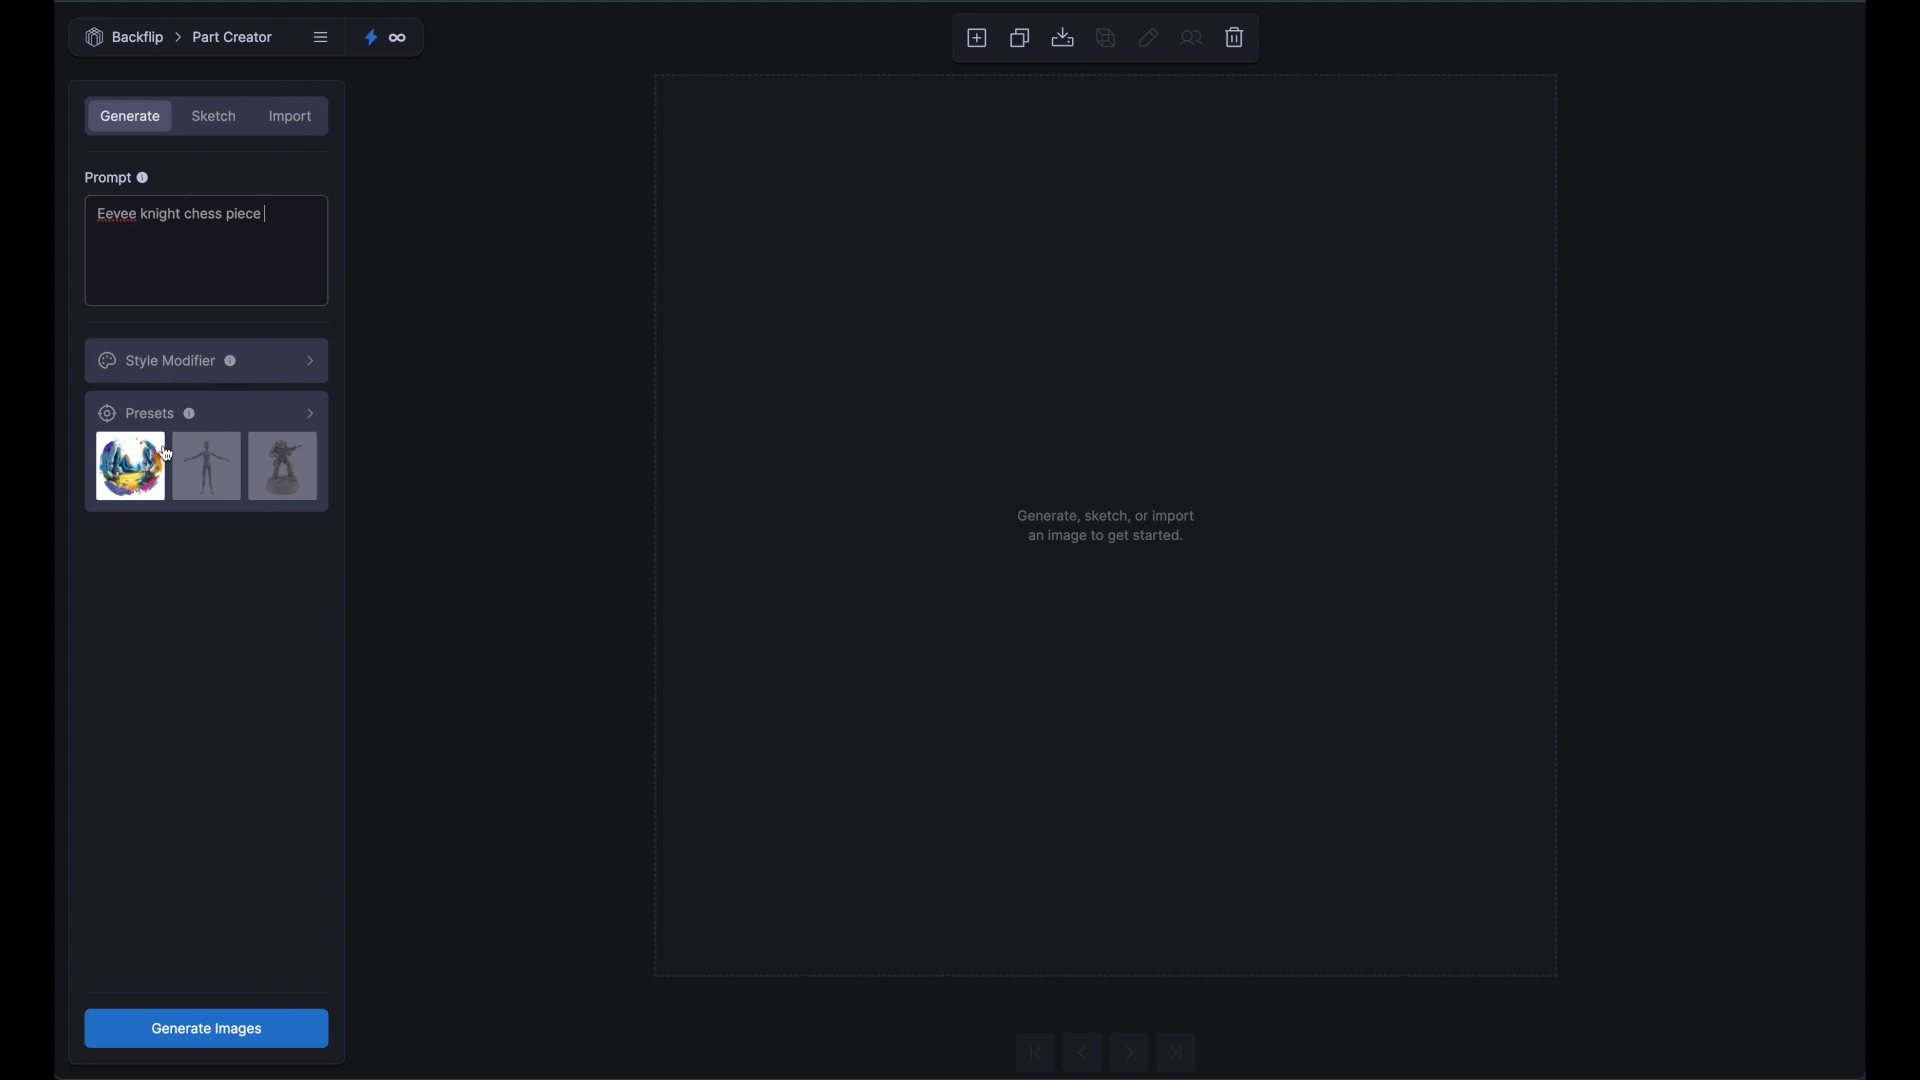 Backflip > Part Creator
Generate Sketch Import
Prompt
Eevee knight chess piece
Style Modifier
Presets
Generate, sketch, or import
an image to get started.
Generate Images